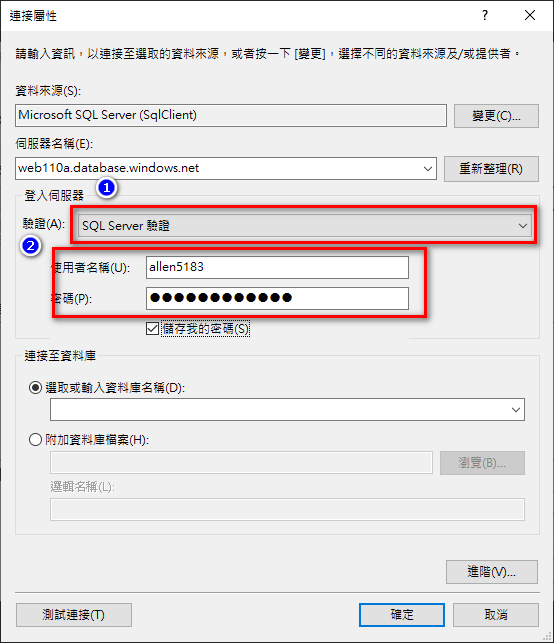 連接屬性
請輸入資訊，以連接至選取的資料來源，或者按一下 [變更]，選擇不同的資料來源及/或提供者。
資料來源(S):
Microsoft SQL Server (SqlClient)
變更(C)...
伺服器名稱(E):
web110a.database.windows.net
重新整理(R)
1
登入伺服器
驗證(A):
SQL Server 驗證
2
使用者名稱(U):
allen5183
密碼(P):
●●●●●●●●●●●●
儲存我的密碼(S)
連接至資料庫
選取或輸入資料庫名稱(D):
附加資料庫檔案(H):
瀏覽(B)...
邏輯名稱(L):
進階(V)...
測試連接(T)
確定
取消